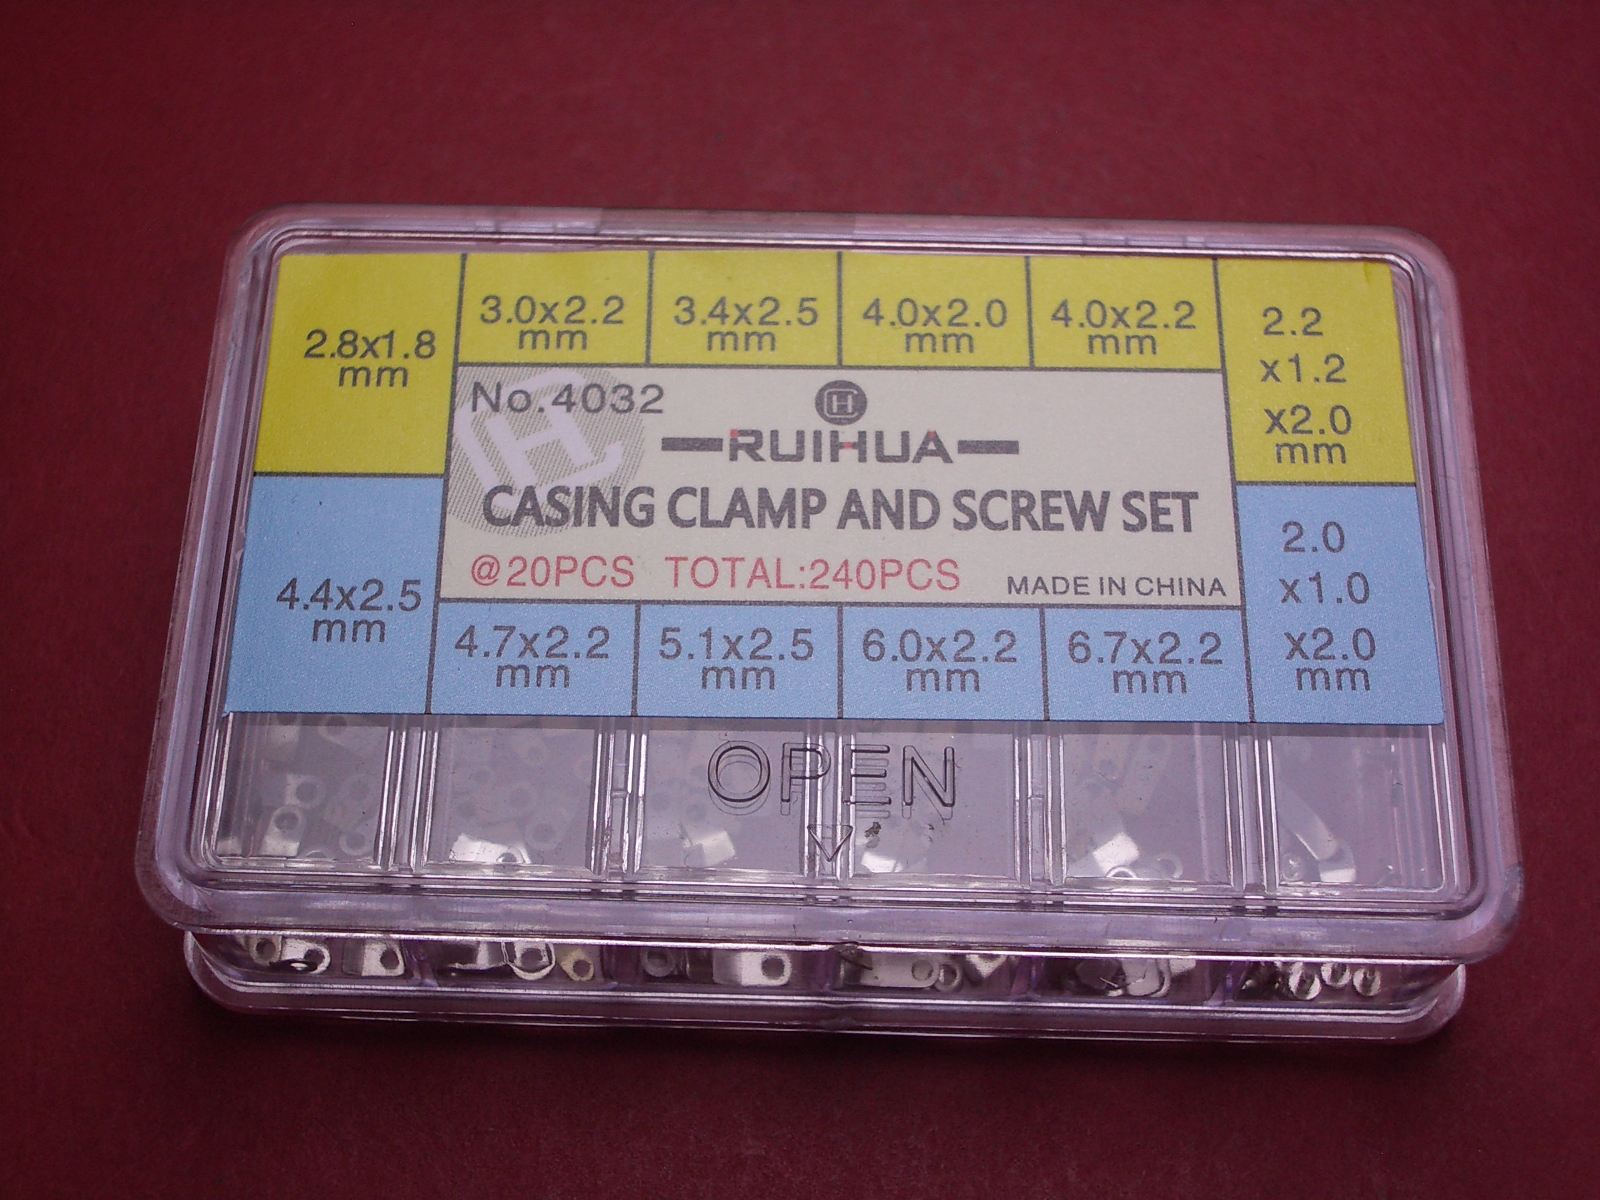 2.8x1.8
mm
3.0x2.2
mm
3.4x2.5
mm
4.0x2.0
mm
4.0x2.2
mm
2.2
x1.2
x2.0
mm
No.4032
RUIHUA
CASING CLAMP AND SCREW SET
@20PCS TOTAL:240PCS
MADE IN CHINA
4.4x2.5
mm
4.7x2.2
mm
5.1x2.5
mm
6.0x2.2
mm
6.7x2.2
mm
2.0
x1.0
x2.0
mm
OPEN